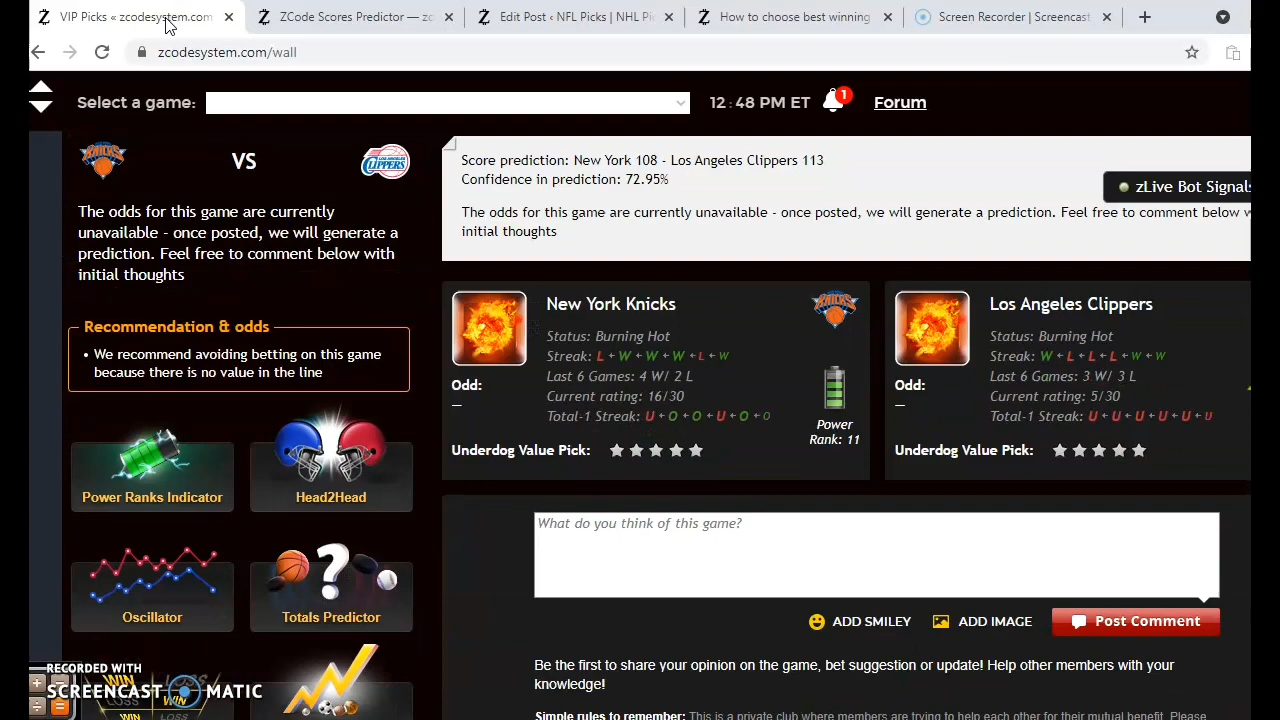 VIP Picks « zcodesystem.com
ZCode Scores Predictor — zc
Edit Post ‹ NFL Picks | NHL Pi
How to choose best winning
Screen Recorder | Screencast
zcodesystem.com/wall
Select a game:
12:48 PM ET
1
Forum
KNICKS
VS
CLIPPERS
The odds for this game are currently
unavailable - once posted, we will generate a
prediction. Feel free to comment below with
initial thoughts
Recommendation & odds
• We recommend avoiding betting on this game
because there is no value in the line
Power Ranks Indicator
Head2Head
Oscillator
Totals Predictor
Score prediction: New York 108 - Los Angeles Clippers 113
Confidence in prediction: 72.95%
zLive Bot Signals
The odds for this game are currently unavailable - once posted, we will generate a prediction. Feel free to comment below w
initial thoughts
New York Knicks
KNICKS
Status: Burning Hot
Streak: L W W W L W
Last 6 Games: 4 W/ 2 L
Odd:
Current rating: 16/30
—
Total-1 Streak: U O O U O O
Power
Rank: 11
Underdog Value Pick:
Los Angeles Clippers
Status: Burning Hot
Streak: W L L L W W
Last 6 Games: 3 W/ 3 L
Odd:
Current rating: 5/30
—
Total-1 Streak: U U U U U U
Underdog Value Pick:
What do you think of this game?
ADD SMILEY
ADD IMAGE
Post Comment
Be the first to share your opinion on the game, bet suggestion or update! Help other members with your
knowledge!
Simple rules to remember: This is a private club where members are trying to help each other for their mutual benefit. Please
RECORDED WITH
SCREENCAST MATIC
WIN
LOSS
WIN
WIN